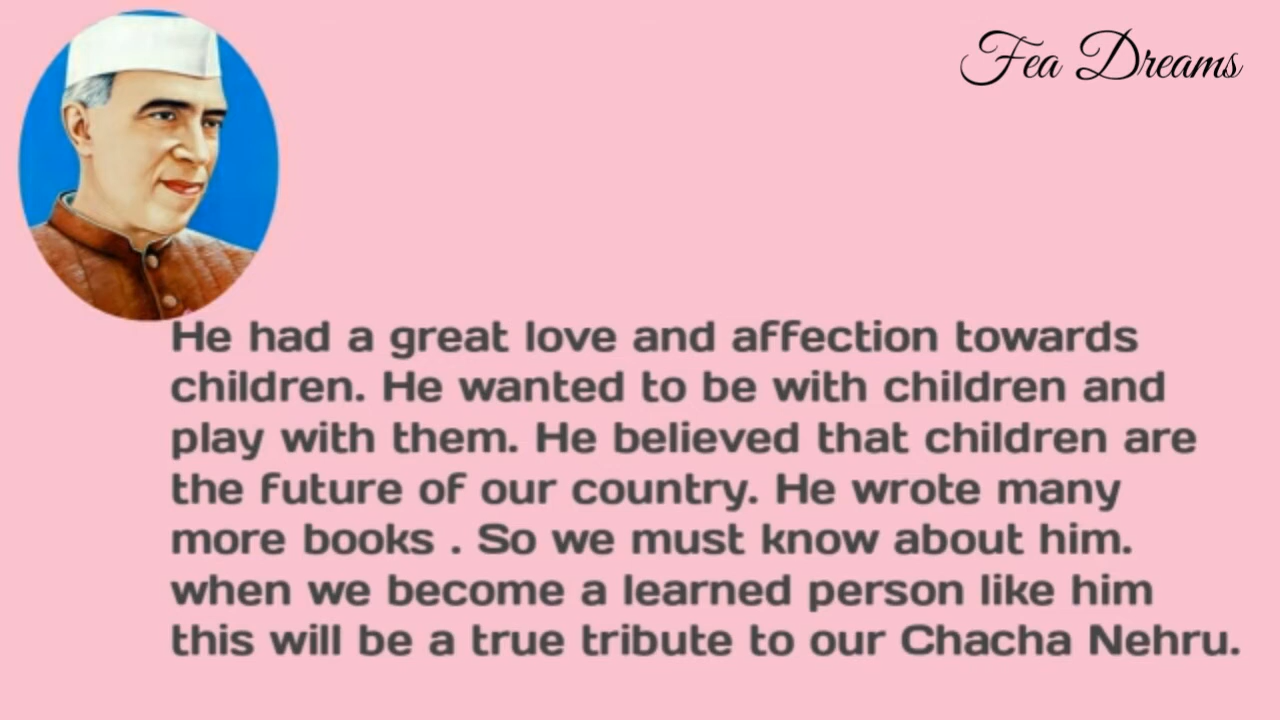 Fea Dreams
He had a great love and affection towards
children. He wanted to be with children and
play with them. He believed that children are
the future of our country. He wrote many
more books . So we must know about him.
when we become a learned person like him
this will be a true tribute to our Chacha Nehru.